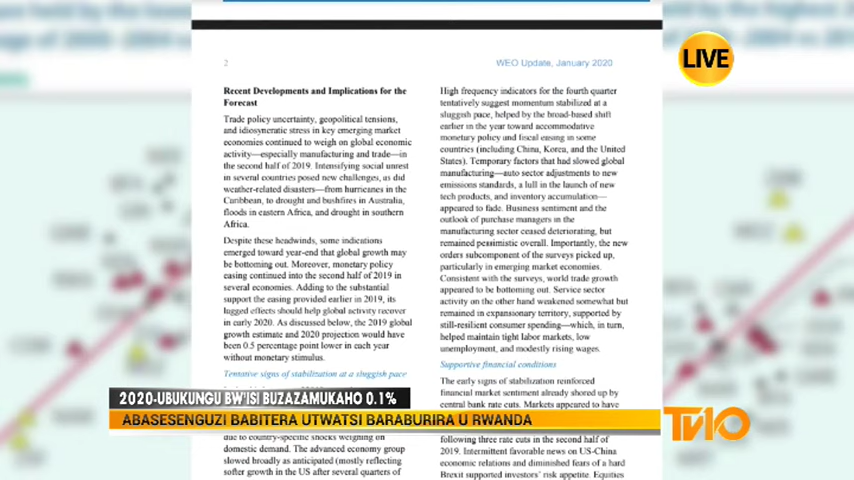 held by the highest 2
LIVE
2
WEO Update, January 2020
Recent Developments and Implications for the
Forecast
Trade policy uncertainty, geopolitical tensions,
and idiosyncratic stress in key emerging market
economies continued to weigh on global economic
activity—especially manufacturing and trade—in
the second half of 2019. Intensifying social unrest
in several countries posed new challenges, as did
weather-related disasters—from hurricanes in the
Caribbean, to drought and bushfires in Australia,
floods in eastern Africa, and drought in southern
Africa.
Despite these headwinds, some indications
emerged toward year-end that global growth may
be bottoming out. Moreover, monetary policy
easing continued into the second half of 2019 in
several economies. Adding to the substantial
support the easing provided earlier in 2019, its
lagged effects should help global activity recover
in early 2020. As discussed below, the 2019 global
growth estimate and 2020 projection would have
been 0.5 percentage point lower in each year
without monetary stimulus.
Tentative signs of stabilization at a sluggish pace
due to country-specific shocks weighing on
domestic demand. The advanced economy group
slowed broadly as anticipated (mostly reflecting
softer growth in the US after several quarters of
High frequency indicators for the fourth quarter
tentatively suggest momentum stabilized at a
sluggish pace, helped by the broad-based shift
earlier in the year toward accommodative
monetary policy and fiscal easing in some
countries (including China, Korea, and the United
States). Temporary factors that had slowed global
manufacturing—auto sector adjustments to new
emissions standards, a lull in the launch of new
tech products, and inventory accumulation—
appeared to fade. Business sentiment and the
outlook of purchase managers in the
manufacturing sector ceased deteriorating, but
remained pessimistic overall. Importantly, the new
orders subcomponent of the surveys picked up,
particularly in emerging market economies.
Consistent with the surveys, world trade growth
appeared to be bottoming out. Service sector
activity on the other hand weakened somewhat but
remained in expansionary territory, supported by
still-resilient consumer spending—which, in turn,
helped maintain tight labor markets, low
unemployment, and modestly rising wages.
Supportive financial conditions
The early signs of stabilization reinforced
financial market sentiment already shored up by
central bank rate cuts. Markets appeared to have
following three rate cuts in the second half of
2019. Intermittent favorable news on US-China
economic relations and diminished fears of a hard
Brexit supported investors' risk appetite. Equities
2020-UBUKUNGU BW'ISI BUZAZAMUKAHO 0.1%
ABASESENGUZI BABITERA UTWATSI BARABURIRA U RWANDA
TV10